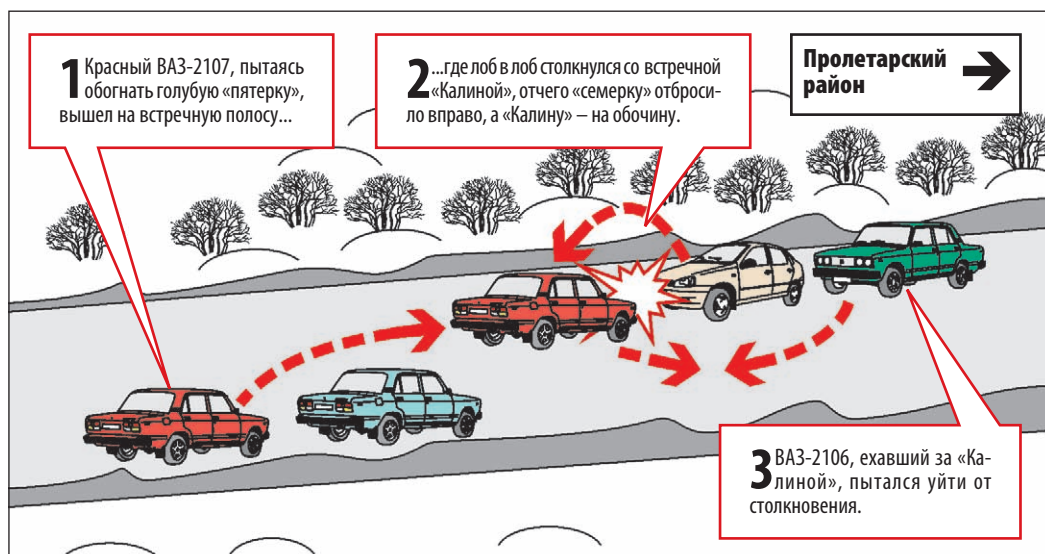 1 Красный ВАЗ-2107, пытаясь
обогнать голубую «пятерку»,
вышел на встречную полосу...
2 ...где лоб в лоб столкнулся со встречной
«Калиной», отчего «семерку» отброси-
ло вправо, а «Калину» – на обочину.
Пролетарский
район
3 ВАЗ-2106, ехавший за «Ка-
линой», пытался уйти от
столкновения.